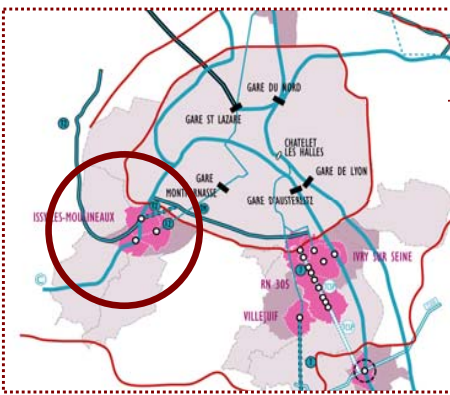 GARE DU NORD
GARE ST LAZARE
CHATELET
LES HALLES
GARE DE LYON
GARE
MONTPARNASSE
GARE D'AUSTERLITZ
ISSY LES-MOULINEAUX
IVRY SUR SEINE
RN 305
VILLEJUIF
TCSP
C